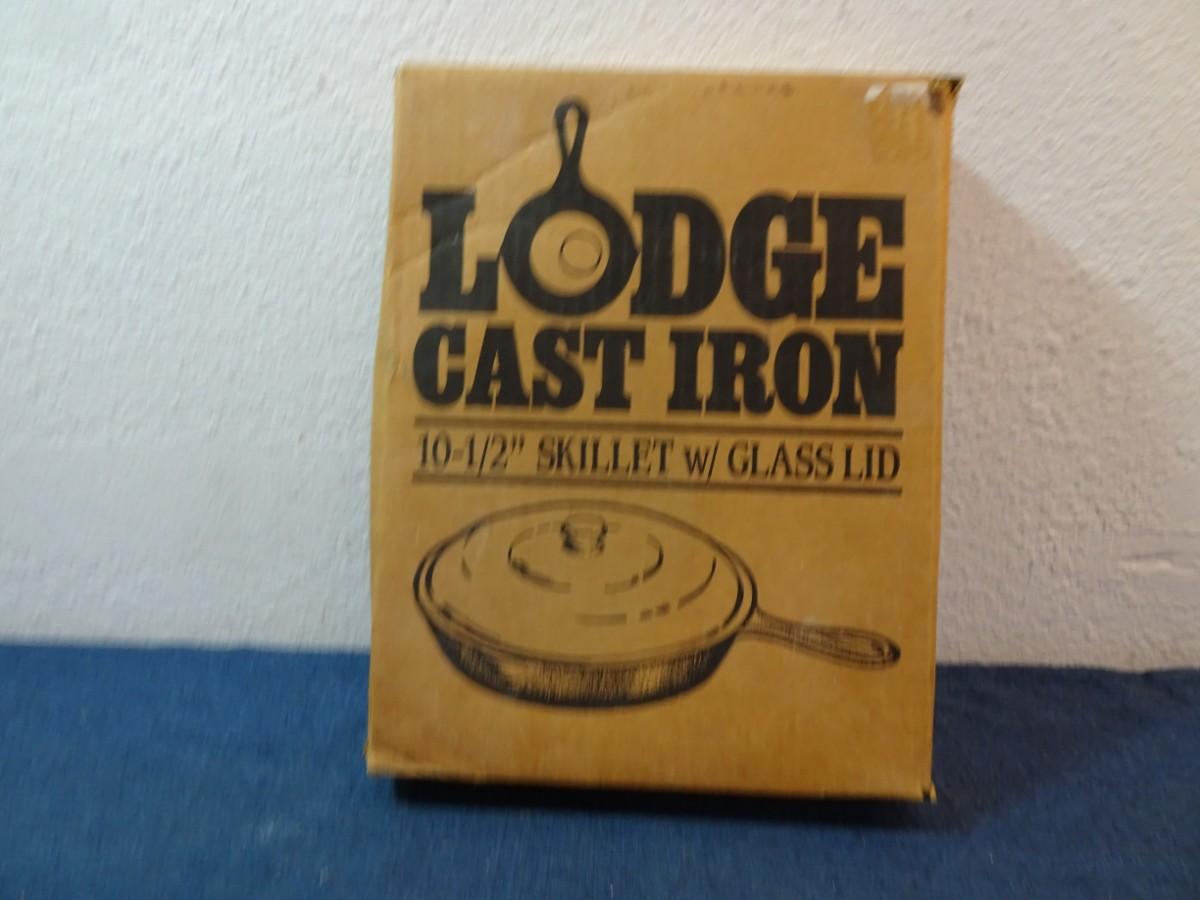 LODGE
CAST IRON
10-1/2" SKILLET w/ GLASS LID